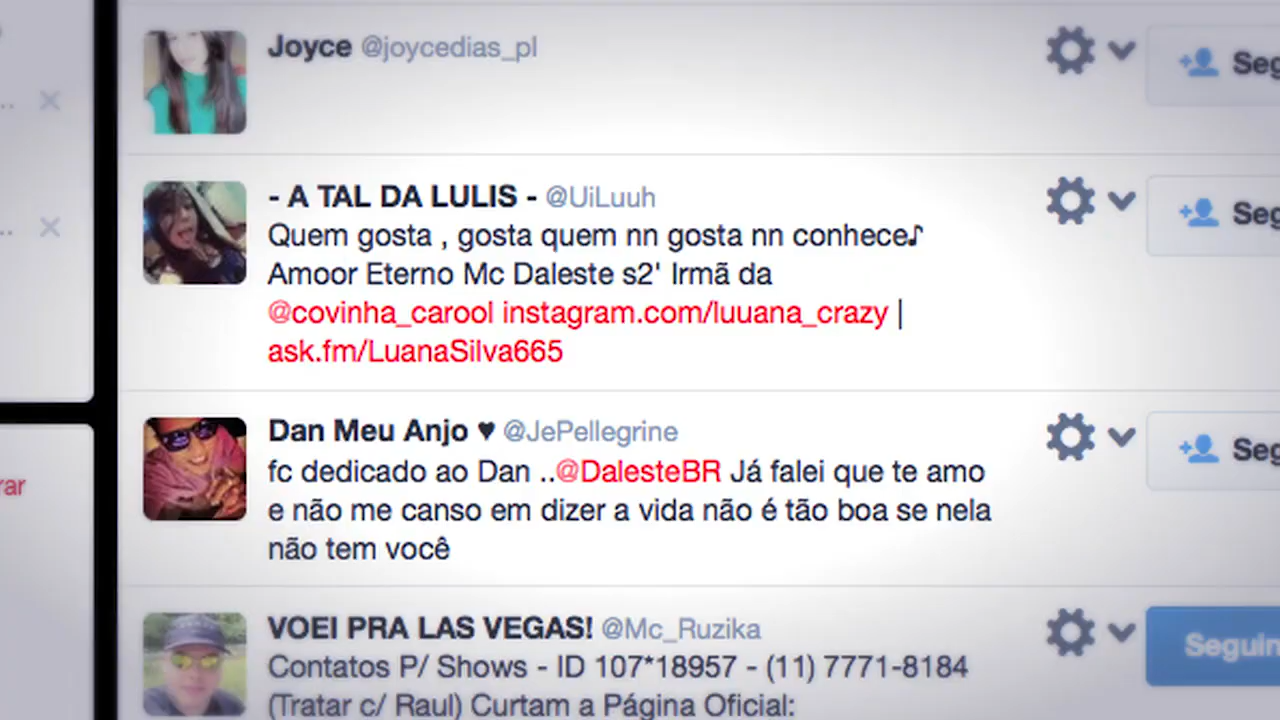 Joyce @joycedias_pl
Seg
- A TAL DA LULIS - @UiLuuh
Seg
Quem gosta , gosta quem nn gosta nn conhece♪
Amoor Eterno Mc Daleste s2' Irmã da
@covinha_carool instagram.com/luuana_crazy |
ask.fm/LuanaSilva665
Dan Meu Anjo ♥ @JePellegrine
Seg
fc dedicado ao Dan ..@DalesteBR Já falei que te amo
rar
e não me canso em dizer a vida não é tão boa se nela
não tem você
VOEI PRA LAS VEGAS! @Mc_Ruzika
Seguin
Contatos P/ Shows - ID 107*18957 - (11) 7771-8184
(Tratar c/ Raul) Curtam a Página Oficial: